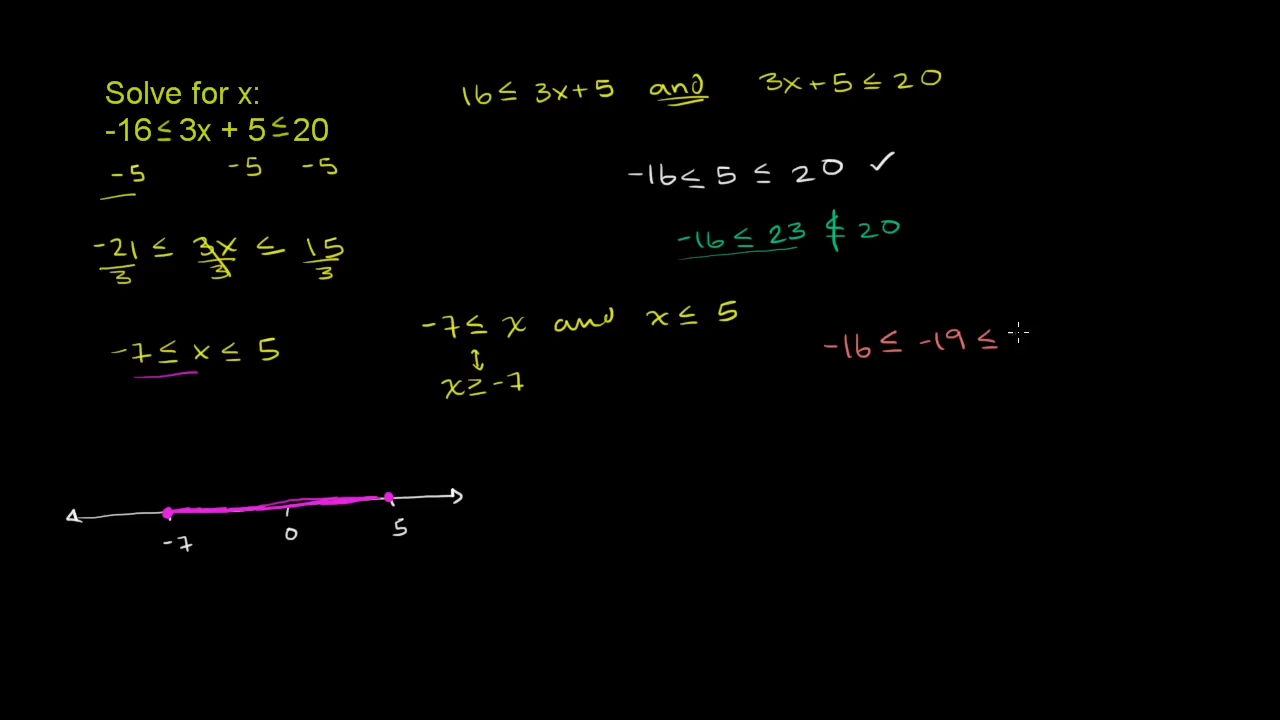 Solve for x:
-16 ≤ 3x + 5 ≤ 20
-5 -5 -5
-21 ≤ 3x ≤ 15
3 3 3
-7 ≤ x ≤ 5
16 ≤ 3x+5 and 3x+5 ≤ 20
-16 ≤ 5 ≤ 20 ✓
-16 ≤ 23 ≰ 20
-7 ≤ x and x ≤ 5
↕
x ≥ -7
-16 ≤ -19 ≤
-7 0 5